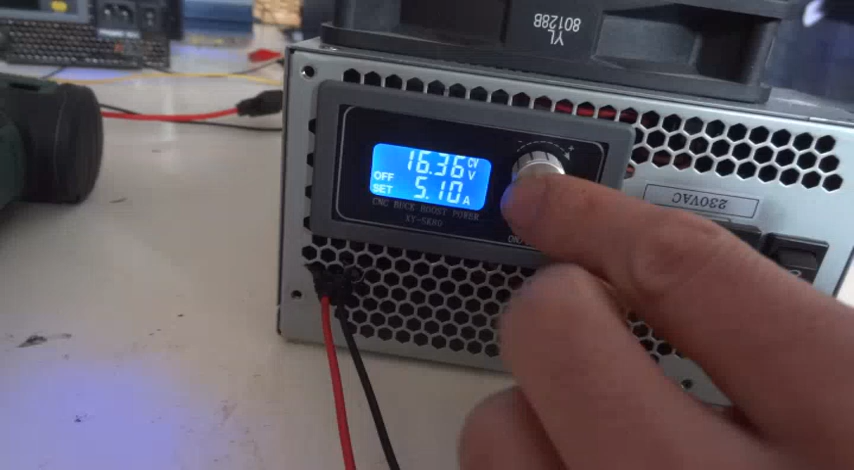 YL
80128B
16.36 CV
V
OFF
SET 5.10 A
CNC BUCK BOOST POWER
XY-SK80
+
230VAC